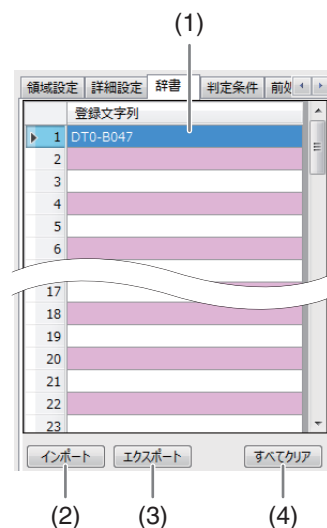 (1)
領域設定 詳細設定 辞書 判定条件 前処
登録文字列
1 DT0-B047
2
3
4
5
6
17
18
19
20
21
22
23
インポート エクスポート すべてクリア
(2) (3) (4)